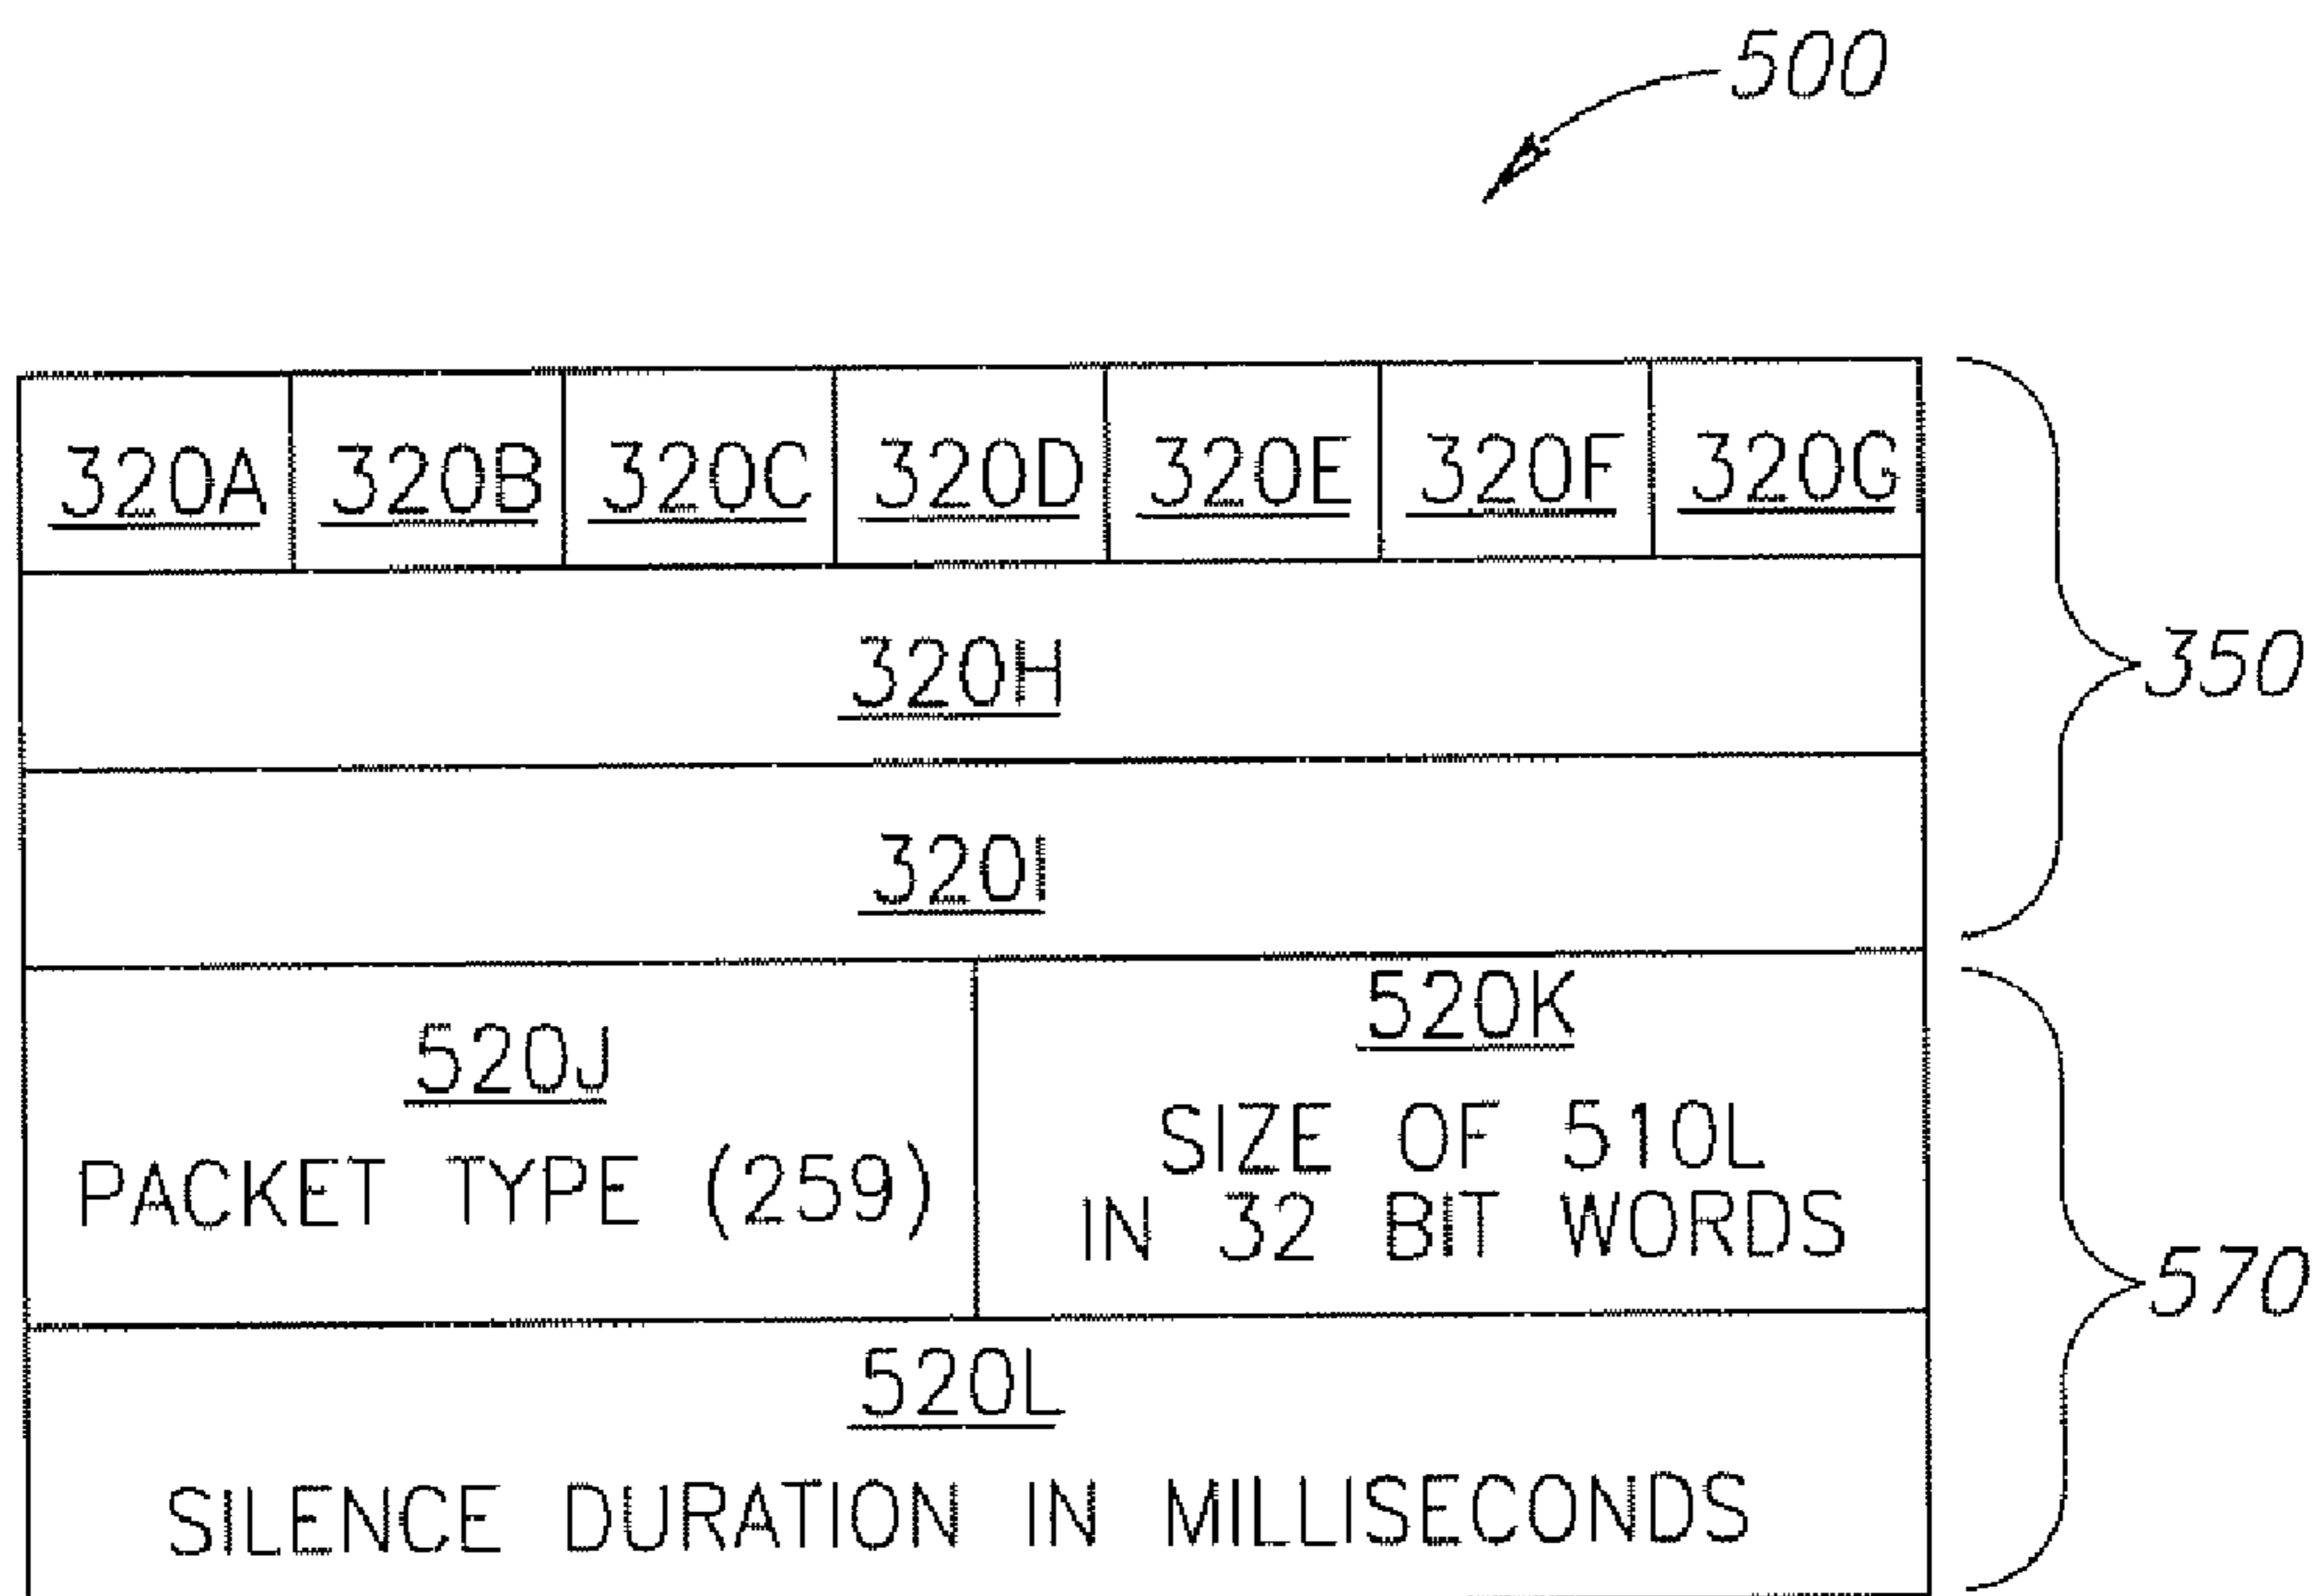 500
320A 320B 320C 320D 320E 320F 320G
320H
350
320I
520J
520K
PACKET TYPE (259)
SIZE OF 510L
IN 32 BIT WORDS
570
520L
SILENCE DURATION IN MILLISECONDS